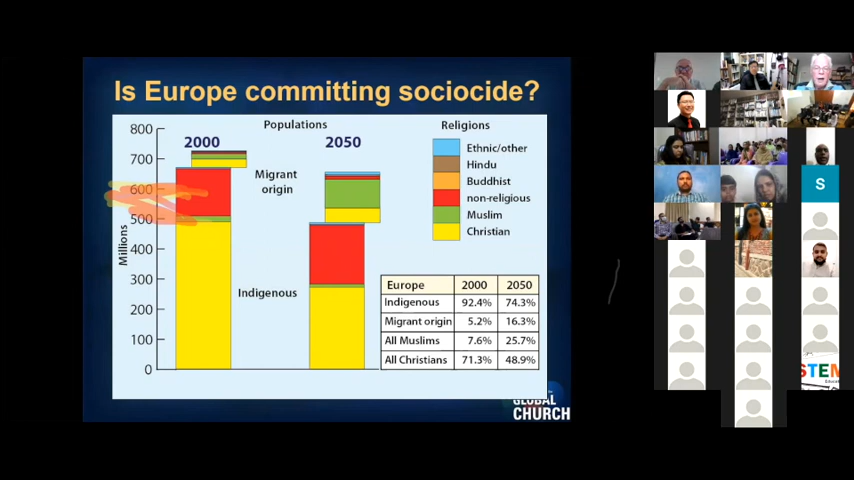 Is Europe committing sociocide?
Populations
Religions
2000
2050
800
700
600
500
400
300
200
100
0
Millions
Migrant
origin
Indigenous
Ethnic/other
Hindu
Buddhist
non-religious
Muslim
Christian
Europe 2000 2050
Indigenous 92.4% 74.3%
Migrant origin 5.2% 16.3%
All Muslims 7.6% 25.7%
All Christians 71.3% 48.9%
GLOBAL
CHURCH
S
STEM